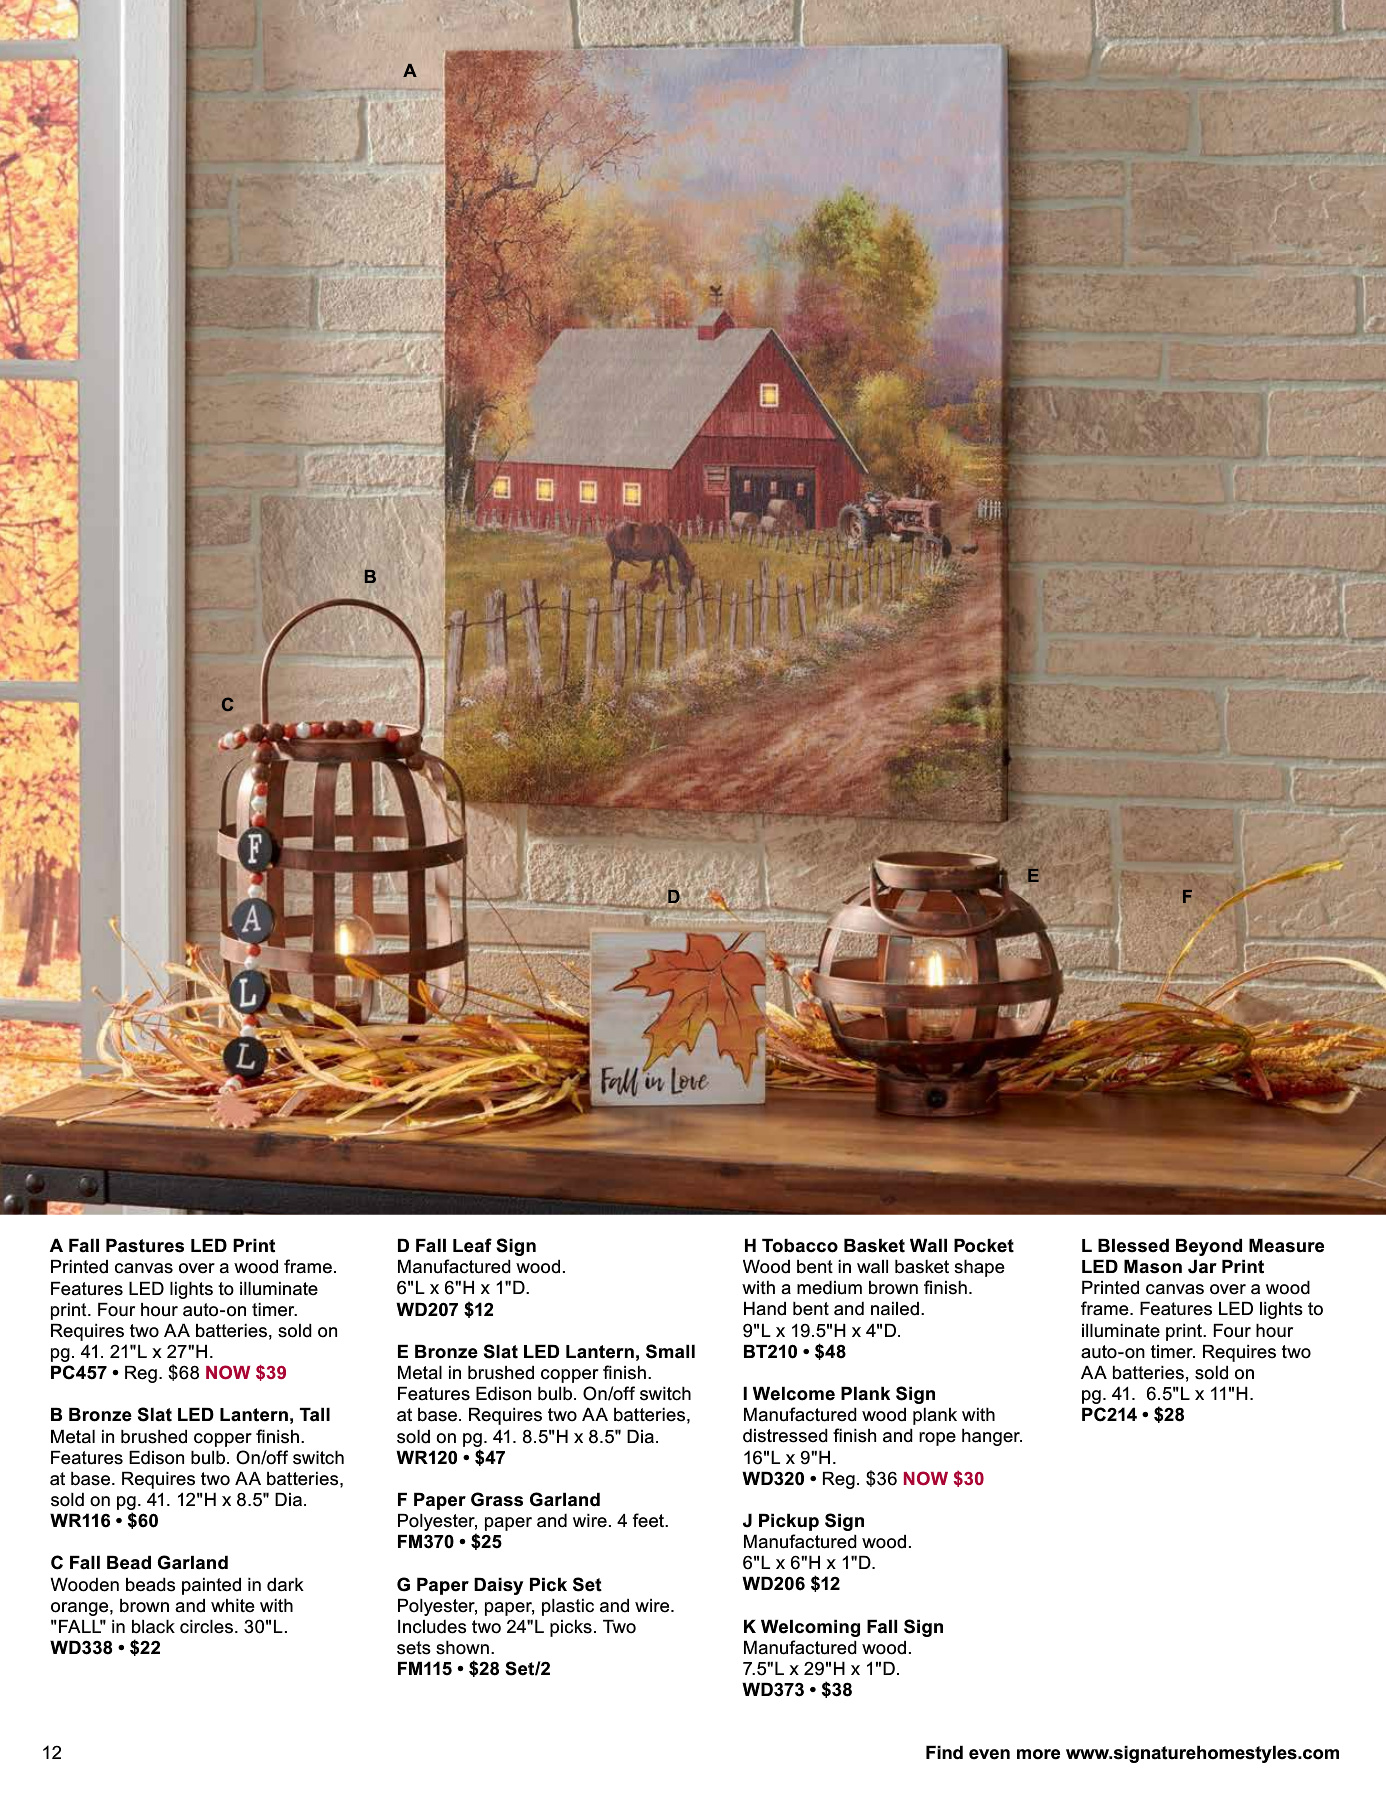 A
B
C
D
E
F
F
A
L
L
Fall in Love
A Fall Pastures LED Print
Printed canvas over a wood frame.
Features LED lights to illuminate
print. Four hour auto-on timer.
Requires two AA batteries, sold on
pg. 41. 21"L x 27"H.
PC457 • Reg. $68 NOW $39
B Bronze Slat LED Lantern, Tall
Metal in brushed copper finish.
Features Edison bulb. On/off switch
at base. Requires two AA batteries,
sold on pg. 41. 12"H x 8.5" Dia.
WR116 • $60
C Fall Bead Garland
Wooden beads painted in dark
orange, brown and white with
"FALL" in black circles. 30"L.
WD338 • $22
D Fall Leaf Sign
Manufactured wood.
6"L x 6"H x 1"D.
WD207 $12
E Bronze Slat LED Lantern, Small
Metal in brushed copper finish.
Features Edison bulb. On/off switch
at base. Requires two AA batteries,
sold on pg. 41. 8.5"H x 8.5" Dia.
WR120 • $47
F Paper Grass Garland
Polyester, paper and wire. 4 feet.
FM370 • $25
G Paper Daisy Pick Set
Polyester, paper, plastic and wire.
Includes two 24"L picks. Two
sets shown.
FM115 • $28 Set/2
H Tobacco Basket Wall Pocket
Wood bent in wall basket shape
with a medium brown finish.
Hand bent and nailed.
9"L x 19.5"H x 4"D.
BT210 • $48
I Welcome Plank Sign
Manufactured wood plank with
distressed finish and rope hanger.
16"L x 9"H.
WD320 • Reg. $36 NOW $30
J Pickup Sign
Manufactured wood.
6"L x 6"H x 1"D.
WD206 $12
K Welcoming Fall Sign
Manufactured wood.
7.5"L x 29"H x 1"D.
WD373 • $38
L Blessed Beyond Measure
LED Mason Jar Print
Printed canvas over a wood
frame. Features LED lights to
illuminate print. Four hour
auto-on timer. Requires two
AA batteries, sold on
pg. 41. 6.5"L x 11"H.
PC214 • $28
12
Find even more www.signaturehomestyles.com